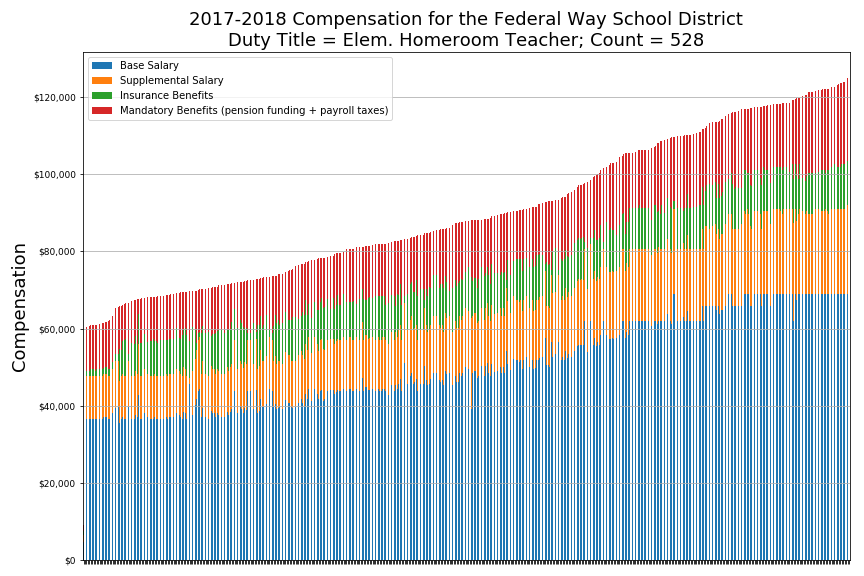 2017-2018 Compensation for the Federal Way School District
Duty Title = Elem. Homeroom Teacher; Count = 528
Base Salary
Supplemental Salary
Insurance Benefits
Mandatory Benefits (pension funding + payroll taxes)
Compensation
$120,000
$100,000
$80,000
$60,000
$40,000
$20,000
$0